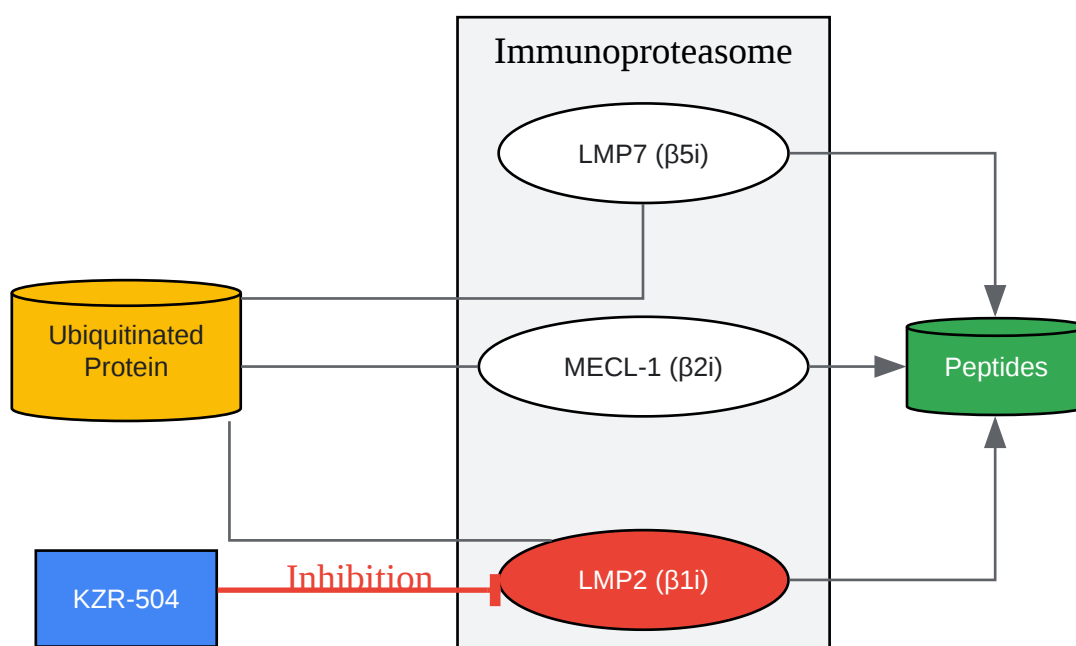 Immunoproteasome
LMP7 (β5i)
Ubiquitinated
Protein
MECL-1 (β2i)
Peptides
KZR-504
Inhibition
LMP2 (β1i)